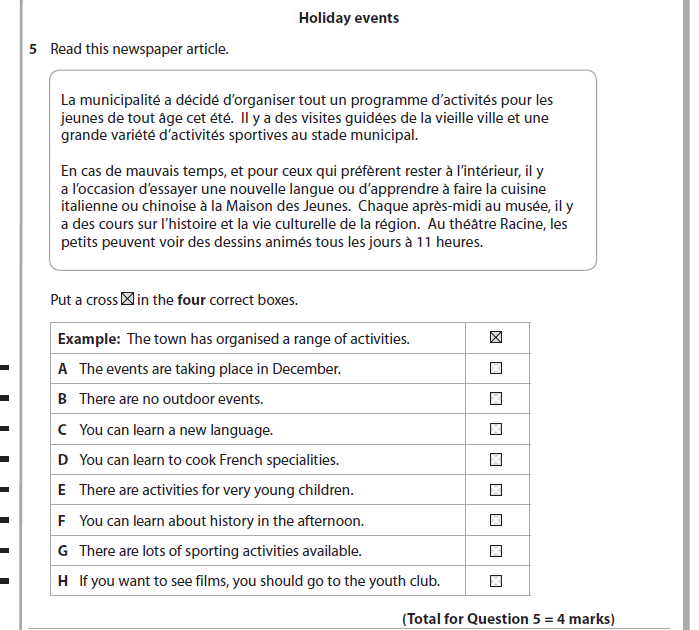 Holiday events
5 Read this newspaper article.
La municipalité a décidé d'organiser tout un programme d'activités pour les
jeunes de tout âge cet été. Il y a des visites guidées de la vieille ville et une
grande variété d'activités sportives au stade municipal.
En cas de mauvais temps, et pour ceux qui préfèrent rester à l'intérieur, il y
a l'occasion d'essayer une nouvelle langue ou d'apprendre à faire la cuisine
italienne ou chinoise à la Maison des Jeunes. Chaque après-midi au musée, il y
a des cours sur l'histoire et la vie culturelle de la région. Au théâtre Racine, les
petits peuvent voir des dessins animés tous les jours à 11 heures.
Put a cross ☒ in the four correct boxes.
Example: The town has organised a range of activities. ☒
A The events are taking place in December.
B There are no outdoor events.
C You can learn a new language.
D You can learn to cook French specialities.
E There are activities for very young children.
F You can learn about history in the afternoon.
G There are lots of sporting activities available.
H If you want to see films, you should go to the youth club.
(Total for Question 5 = 4 marks)